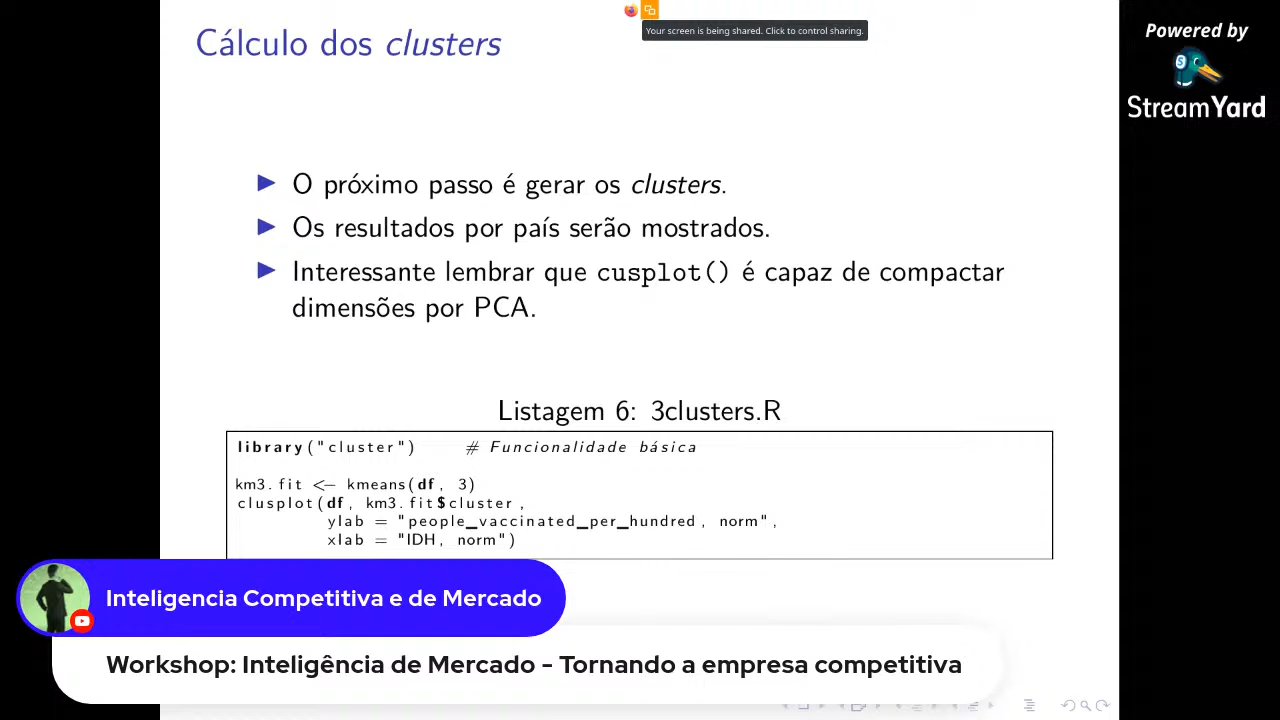 Your screen is being shared. Click to control sharing.
Powered by
StreamYard
Cálculo dos clusters
O próximo passo é gerar os clusters.
Os resultados por país serão mostrados.
Interessante lembrar que cusplot() é capaz de compactar
dimensões por PCA.
Listagem 6: 3clusters.R
library("cluster") # Funcionalidade básica
km3.fit <- kmeans(df, 3)
clusplot(df, km3.fit$cluster,
ylab = "people_vaccinated_per_hundred, norm",
xlab = "IDH, norm")
Inteligencia Competitiva e de Mercado
Workshop: Inteligência de Mercado - Tornando a empresa competitiva